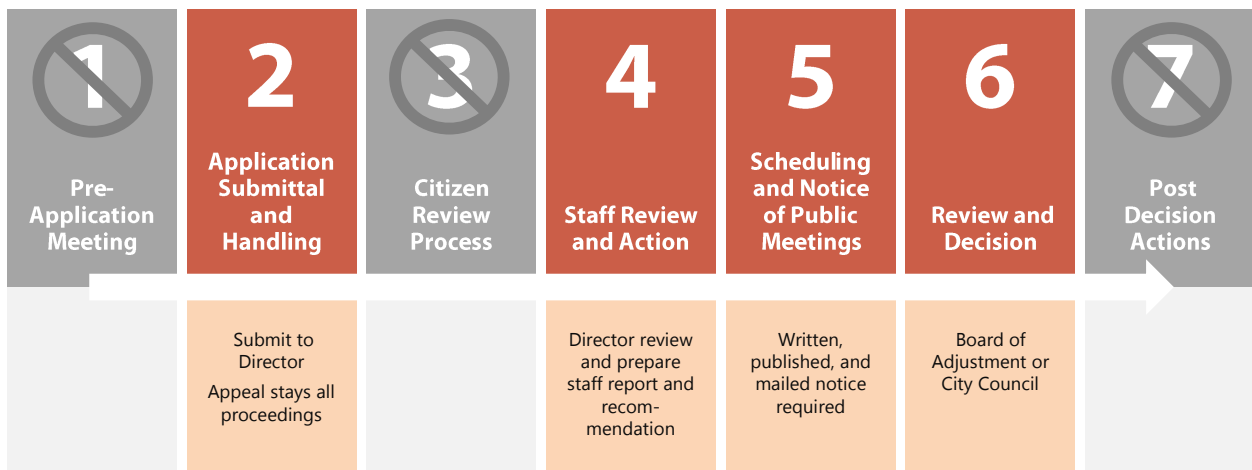 1
Pre-
Application
Meeting
2
Application
Submittal
and
Handling
Submit to
Director
Appeal stays all
proceedings
3
Citizen
Review
Process
4
Staff Review
and Action
Director review
and prepare
staff report and
recom-
mendation
5
Scheduling
and Notice
of Public
Meetings
Written,
published, and
mailed notice
required
6
Review and
Decision
Board of
Adjustment or
City Council
7
Post
Decision
Actions